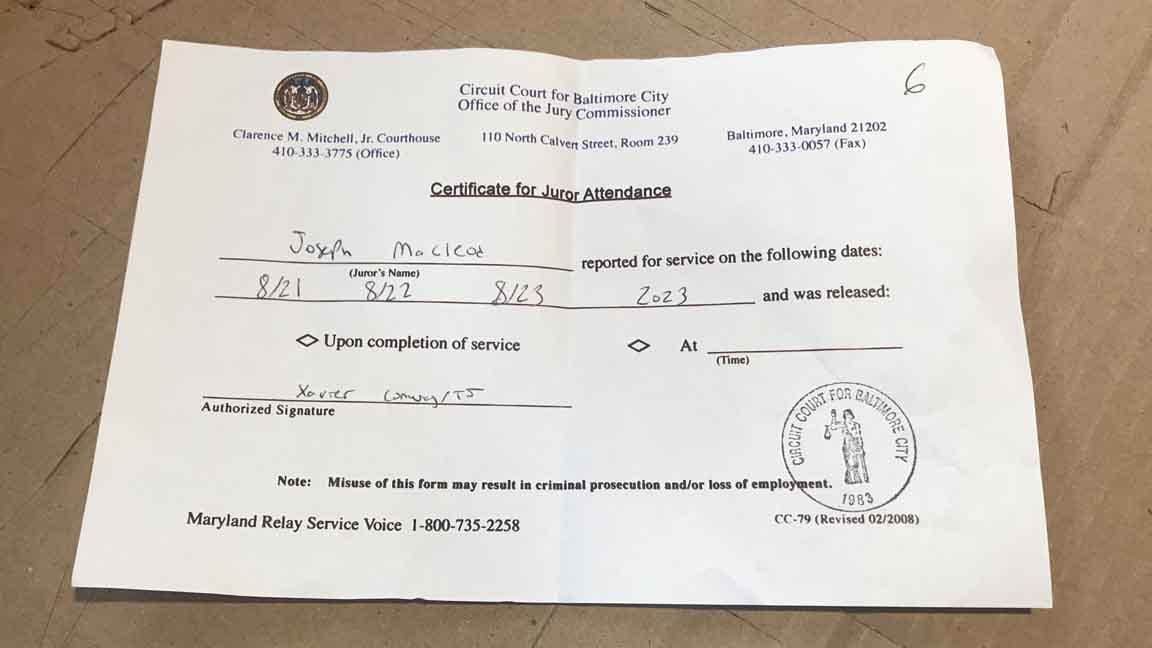 6
Circuit Court for Baltimore City
Office of the Jury Commissioner
Clarence M. Mitchell, Jr. Courthouse 110 North Calvert Street, Room 239 Baltimore, Maryland 21202
410-333-3775 (Office) 410-333-0057 (Fax)
Certificate for Juror Attendance
Joseph Macleod reported for service on the following dates:
(Juror's Name)
8/21 8/22 8/23 2023 and was released:
Upon completion of service At
(Time)
Xavier Conway/TJ
Authorized Signature
CIRCUIT COURT FOR BALTIMORE CITY
1983
Note: Misuse of this form may result in criminal prosecution and/or loss of employment.
Maryland Relay Service Voice 1-800-735-2258 CC-79 (Revised 02/2008)